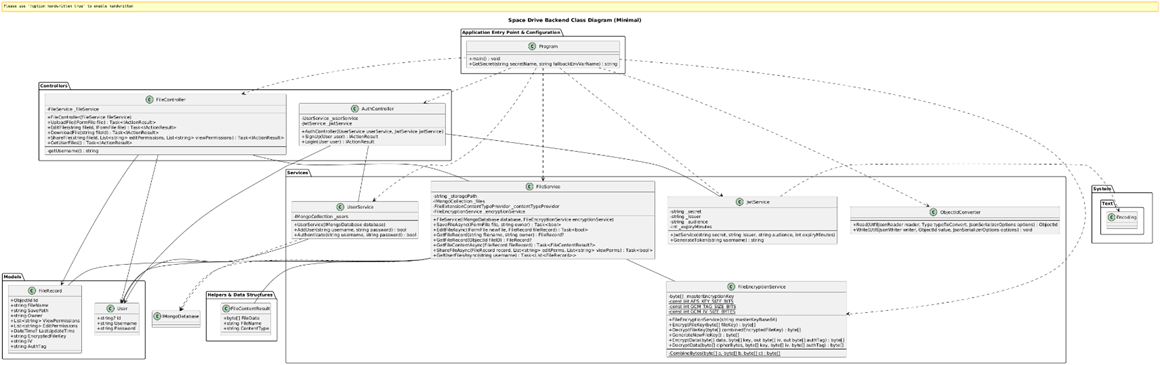 Please use '!option handwritten true' to enable handwritten
Space Drive Backend Class Diagram (Minimal)
Application Entry Point & Configuration
C Program
+Main() : void
+GetSecret(string secretName, string fallbackEnvVarName) : string
Controllers
C FileController
-FileService _fileService
+FileController(FileService fileService)
+UploadFile(IFormFile file) : Task<IActionResult>
+EditFile(string fileId, IFormFile file) : Task<IActionResult>
+DownloadFile(string fileId) : Task<IActionResult>
+ShareFile(string fileId, List<string> editPermissions, List<string> viewPermissions) : Task<IActionResult>
+GetUserFiles() : Task<IActionResult>
-getUsername() : string
C AuthController
-UserService _userService
-JwtService _jwtService
+AuthController(UserService userService, JwtService jwtService)
+SignUp(User user) : IActionResult
+Login(User user) : IActionResult
Services
C UserService
-IMongoCollection _users
+UserService(IMongoDatabase database)
+AddUser(string username, string password) : bool
+Authenticate(string username, string password) : bool
C FileService
-string _storagePath
-IMongoCollection _files
-FileExtensionContentTypeProvider _contentTypeProvider
-FileEncryptionService _encryptionService
+FileService(IMongoDatabase database, FileEncryptionService encryptionService)
+SaveFileAsync(IFormFile file, string owner) : Task<bool>
+EditFileAsync(IFormFile newFile, FileRecord fileRecord) : Task<bool>
+GetFileRecord(string filename, string owner) : FileRecord?
+GetFileRecord(ObjectId fileID) : FileRecord?
+GetFileContentAsync(FileRecord fileRecord) : Task<FileContentResult?>
+ShareFileAsync(FileRecord record, List<string> editPerms, List<string> viewPerms) : Task<bool>
+GetUserFilesAsync(string username) : Task<List<FileRecord>>
C JwtService
-string _secret
-string _issuer
-string _audience
-int _expiryMinutes
+JwtService(string secret, string issuer, string audience, int expiryMinutes)
+GenerateToken(string username) : string
C ObjectIdConverter
+Read(Utf8JsonReader reader, Type typeToConvert, JsonSerializerOptions options) : ObjectId
+Write(Utf8JsonWriter writer, ObjectId value, JsonSerializerOptions options) : void
System
Text
C Encoding
C FileEncryptionService
-byte[] _masterEncryptionKey
-const int AES_KEY_SIZE_BITS
-const int GCM_TAG_SIZE_BITS
-const int GCM_IV_SIZE_BITS
+FileEncryptionService(string masterKeyBase64)
+EncryptFileKey(byte[] fileKey) : byte[]
+DecryptFileKey(byte[] combinedEncryptedFileKey) : byte[]
+GenerateNewFileKey() : byte[]
+EncryptData(byte[] data, byte[] key, out byte[] iv, out byte[] authTag) : byte[]
+DecryptData(byte[] cipherBytes, byte[] key, byte[] iv, byte[] authTag) : byte[]
-CombineBytes(byte[] a, byte[] b, byte[] c) : byte[]
Models
C FileRecord
+ObjectId Id
+string FileName
+string SavePath
+string Owner
+List<string> ViewPermissions
+List<string> EditPermissions
+DateTime? LastUpdateTime
+string EncryptedFileKey
+string IV
+string AuthTag
C User
+string? Id
+string Username
+string Password
C IMongoDatabase
Helpers & Data Structures
C FileContentResult
+byte[] FileData
+string FileName
+string ContentType